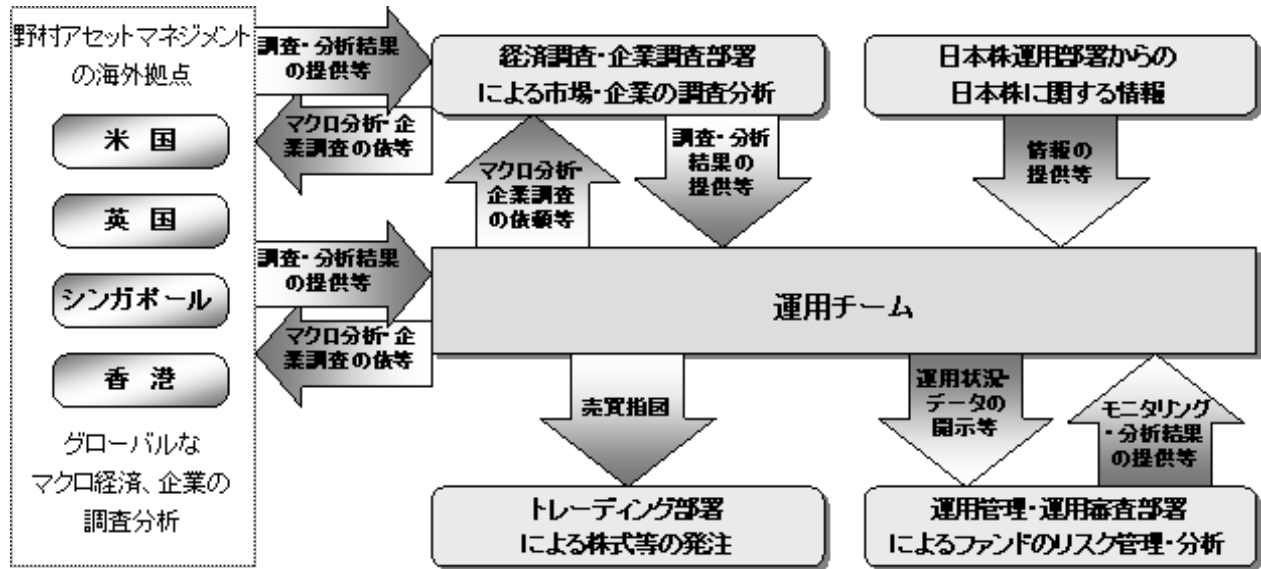 野村アセットマネジメント
の海外拠点
米 国
英 国
シンガポール
香 港
グローバルな
マクロ経済、企業の
調査分析
調査・分析結果
の提供等
マクロ分析・企
業調査の依等
調査・分析結果
の提供等
マクロ分析・企
業調査の依等
経済調査・企業調査部署
による市場・企業の調査分析
日本株運用部署からの
日本株に関する情報
マクロ分析・
企業調査
の依頼等
調査・分析
結果の
提供等
情報の
提供等
運用チーム
売買指図
運用状況・
データの
開示等
モニタリング
・分析結果
の提供等
トレーディング部署
による株式等の発注
運用管理・運用審査部署
によるファンドのリスク管理・分析